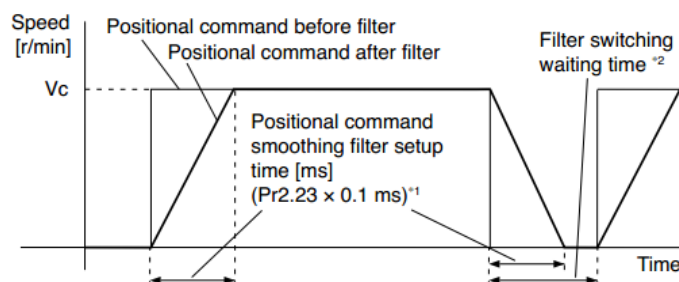 Speed
[r/min]
Positional command before filter
Positional command after filter
Filter switching
waiting time *2
Vc
Positional command
smoothing filter setup
time [ms]
(Pr2.23 × 0.1 ms)*1
Time